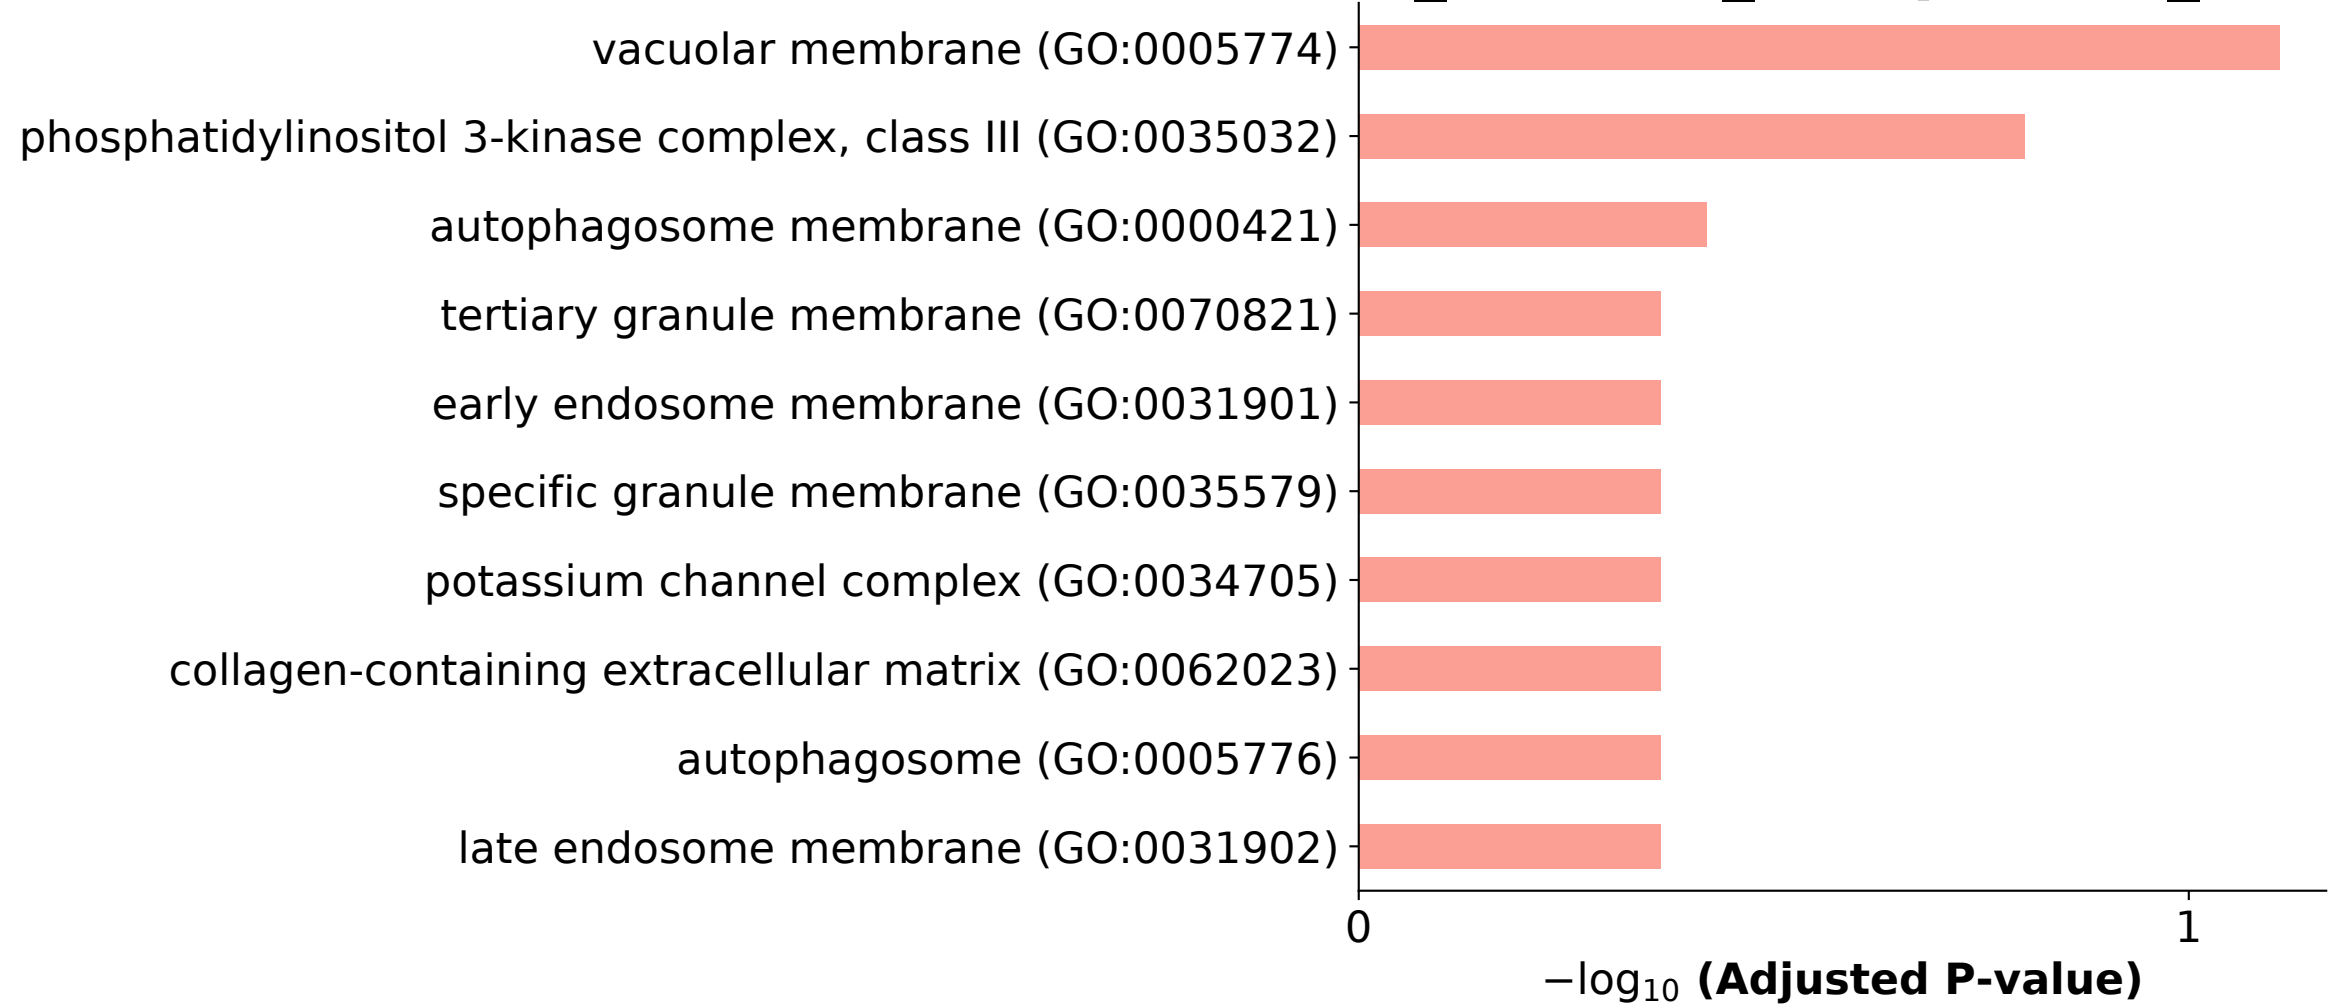 vacuolar membrane (GO:0005774)
phosphatidylinositol 3-kinase complex, class III (GO:0035032)
autophagosome membrane (GO:0000421)
tertiary granule membrane (GO:0070821)
early endosome membrane (GO:0031901)
specific granule membrane (GO:0035579)
potassium channel complex (GO:0034705)
collagen-containing extracellular matrix (GO:0062023)
autophagosome (GO:0005776)
late endosome membrane (GO:0031902)
0 1
−log₁₀ (Adjusted P-value)